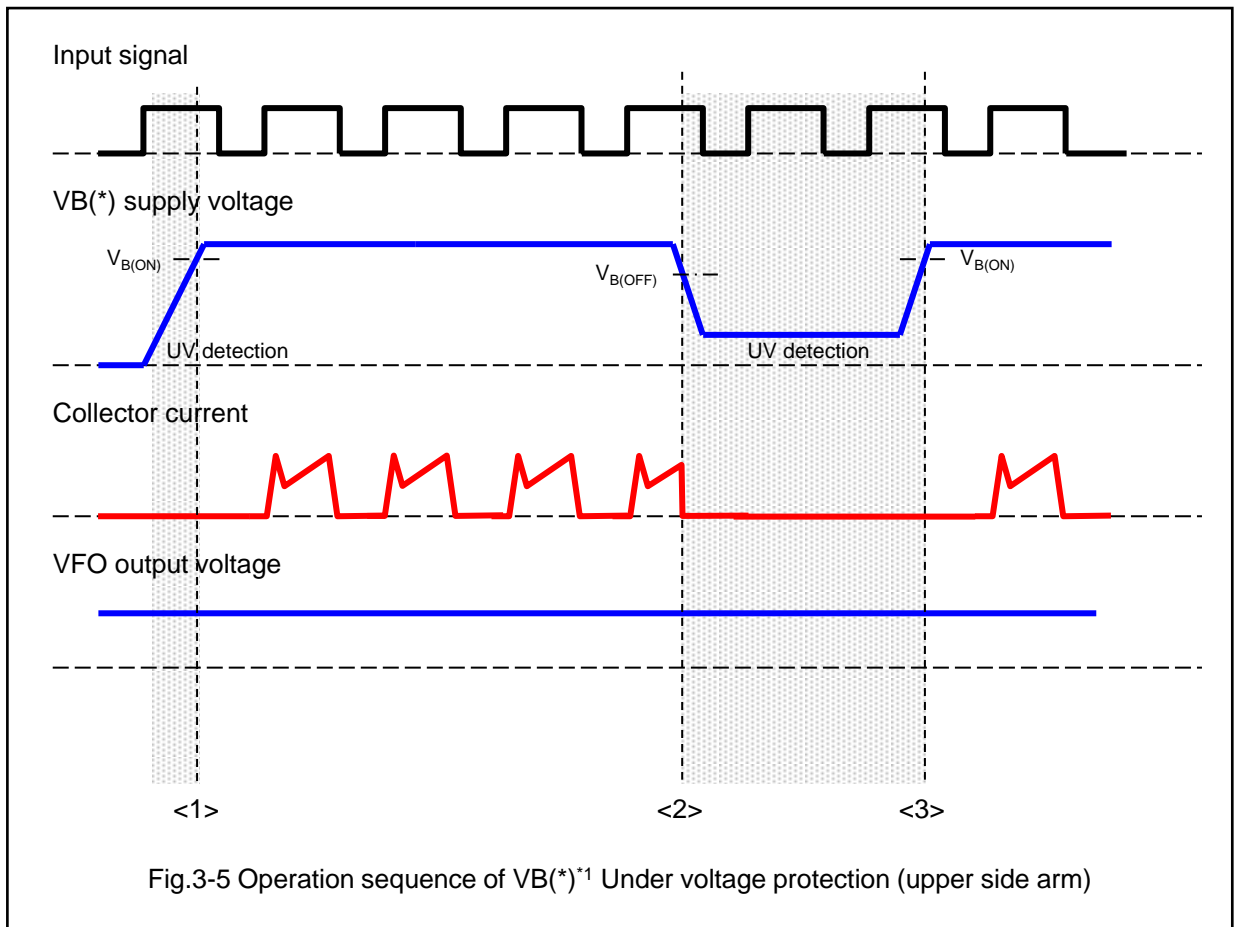 Input signal
VB(*) supply voltage
VB(ON)
VB(OFF)
VB(ON)
UV detection
UV detection
Collector current
VFO output voltage
<1>
<2>
<3>
Fig.3-5 Operation sequence of VB(*)*1 Under voltage protection (upper side arm)